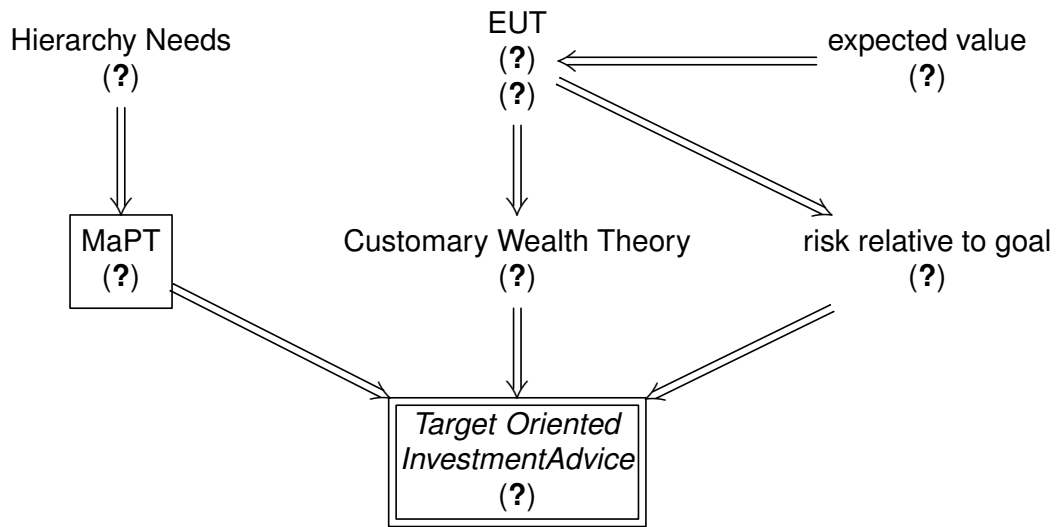 Hierarchy Needs
(?)
EUT
(?)
(?)
expected value
(?)
MaPT
(?)
Customary Wealth Theory
(?)
risk relative to goal
(?)
Target Oriented
InvestmentAdvice
(?)